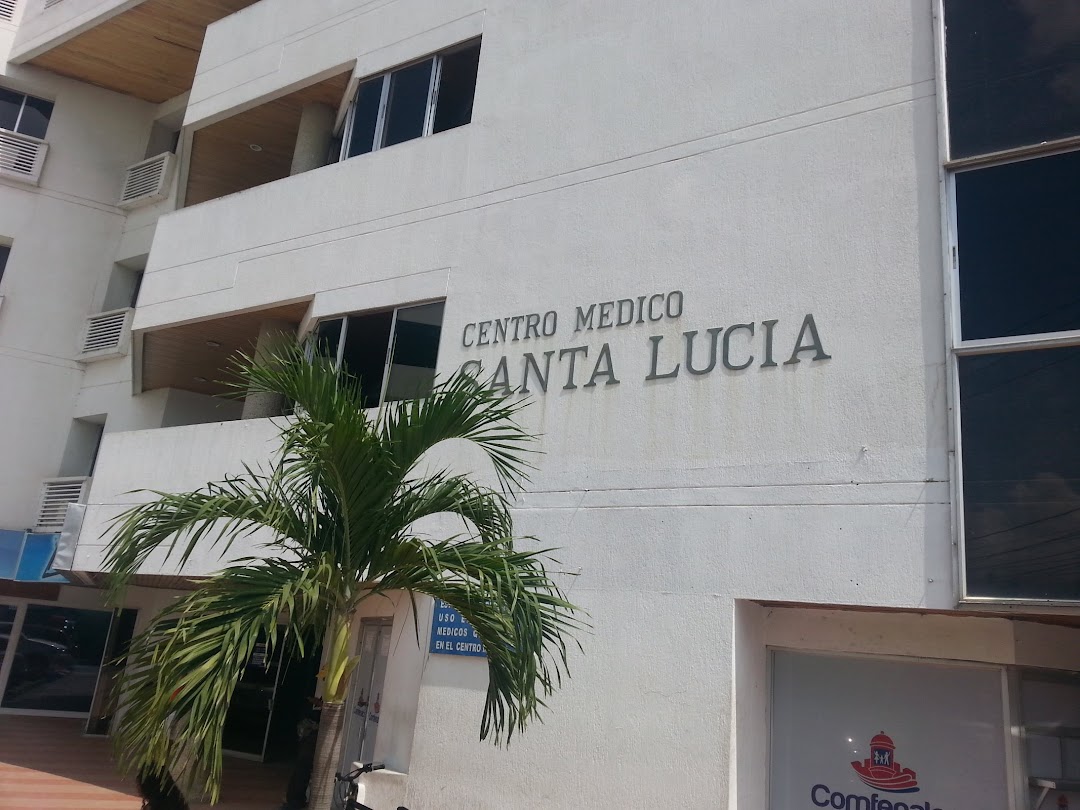 CENTRO MEDICO
SANTA LUCIA
USO
MEDICOS
EN EL CENTRO